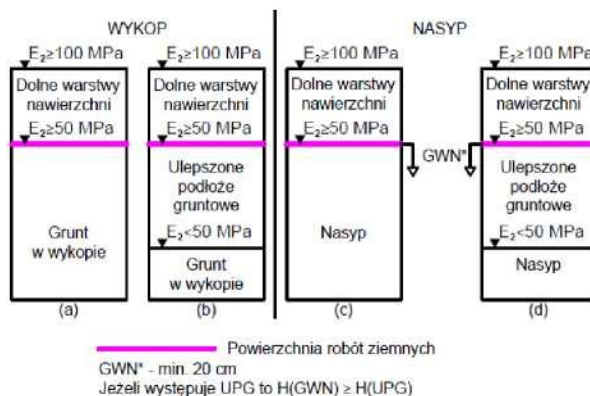 WYKOP
NASYP
E₂≥100 MPa
E₂≥100 MPa
E₂≥100 MPa
E₂≥100 MPa
Dolne warstwy
nawierzchni
Dolne warstwy
nawierzchni
Dolne warstwy
nawierzchni
Dolne warstwy
nawierzchni
E₂≥50 MPa
E₂≥50 MPa
E₂≥50 MPa
E₂≥50 MPa
GWN*
Grunt
w wykopie
Ulepszone
podłoże
gruntowe
E₂<50 MPa
Grunt
w wykopie
Nasyp
Ulepszone
podłoże
gruntowe
E₂<50 MPa
Nasyp
(a)
(b)
(c)
(d)
Powierzchnia robót ziemnych
GWN* - min. 20 cm
Jeżeli występuje UPG to H(GWN) ≥ H(UPG)